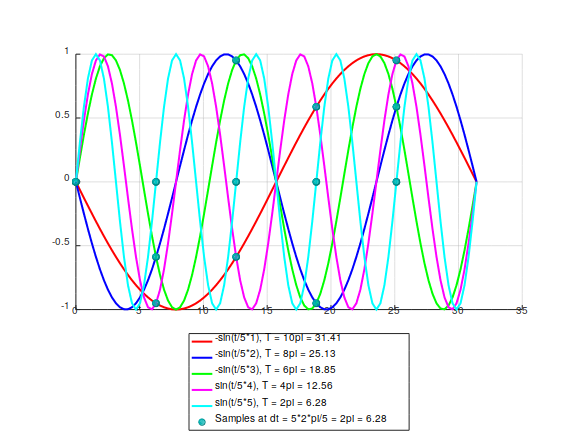 1
0.5
0
-0.5
-1
0
5
10
15
20
25
30
35
-sin(t/5*1), T = 10pi = 31.41
-sin(t/5*2), T = 8pi = 25.13
-sin(t/5*3), T = 6pi = 18.85
sin(t/5*4), T = 4pi = 12.56
sin(t/5*5), T = 2pi = 6.28
Samples at dt = 5*2*pi/5 = 2pi = 6.28